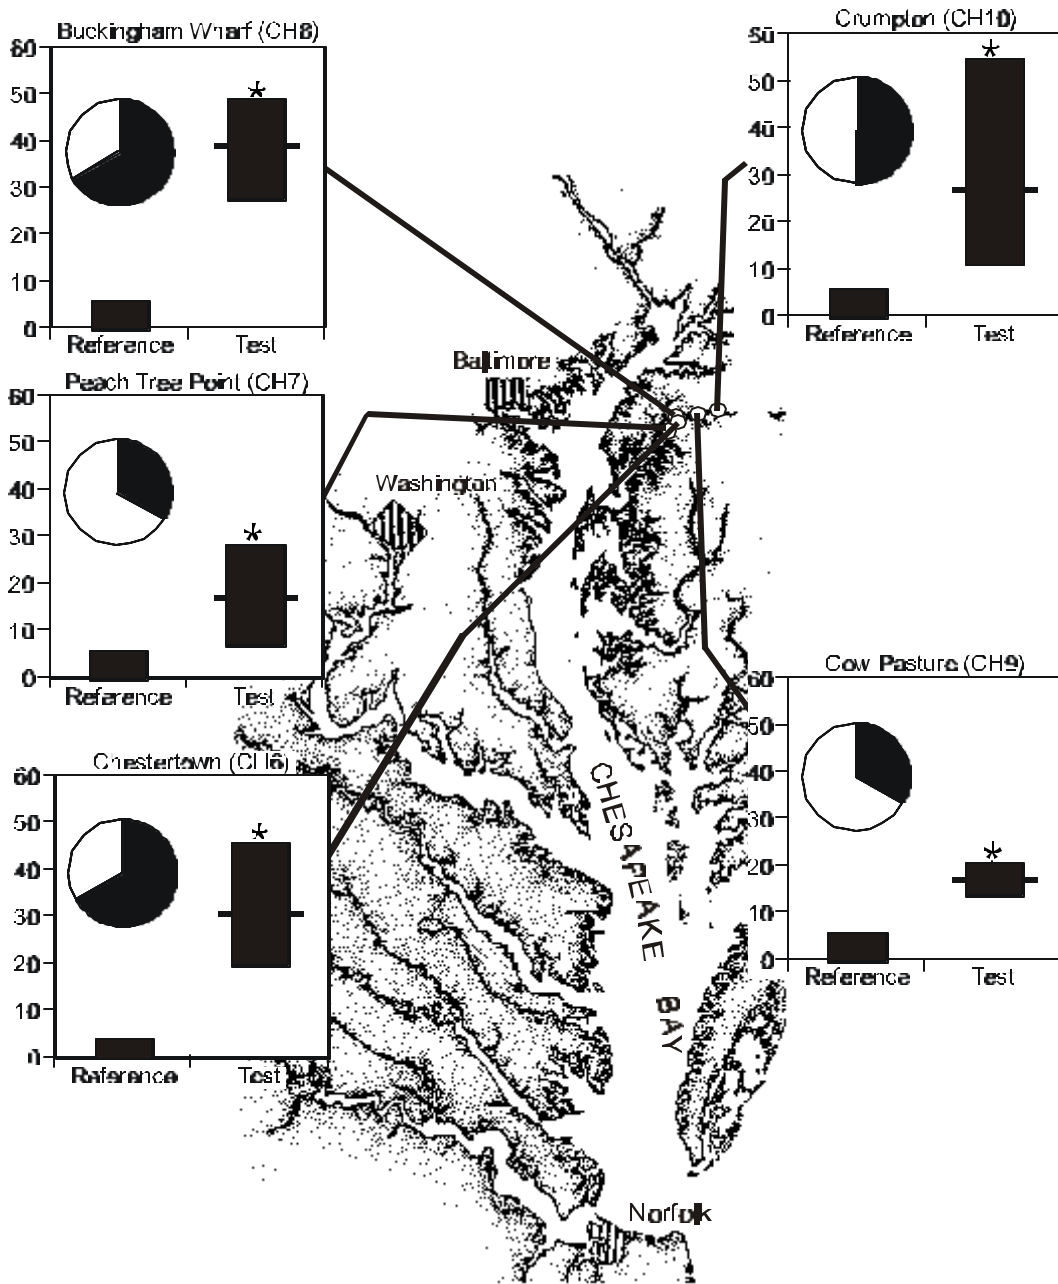 Buckingham Wharf (CH8)
60
50
40
30
20
10
0
Reference
Test
*
Crumpton (CH10)
50
40
30
20
10
0
Reference
Test
*
Peach Tree Point (CH7)
60
50
40
30
20
10
0
Reference
Test
*
Baltimore
Washington
Cow Pasture (CH9)
60
50
40
30
20
10
0
Reference
Test
*
Chestertown (CH6)
60
50
40
30
20
10
0
Reference
Test
*
CHESAPEAKE BAY
Norfolk